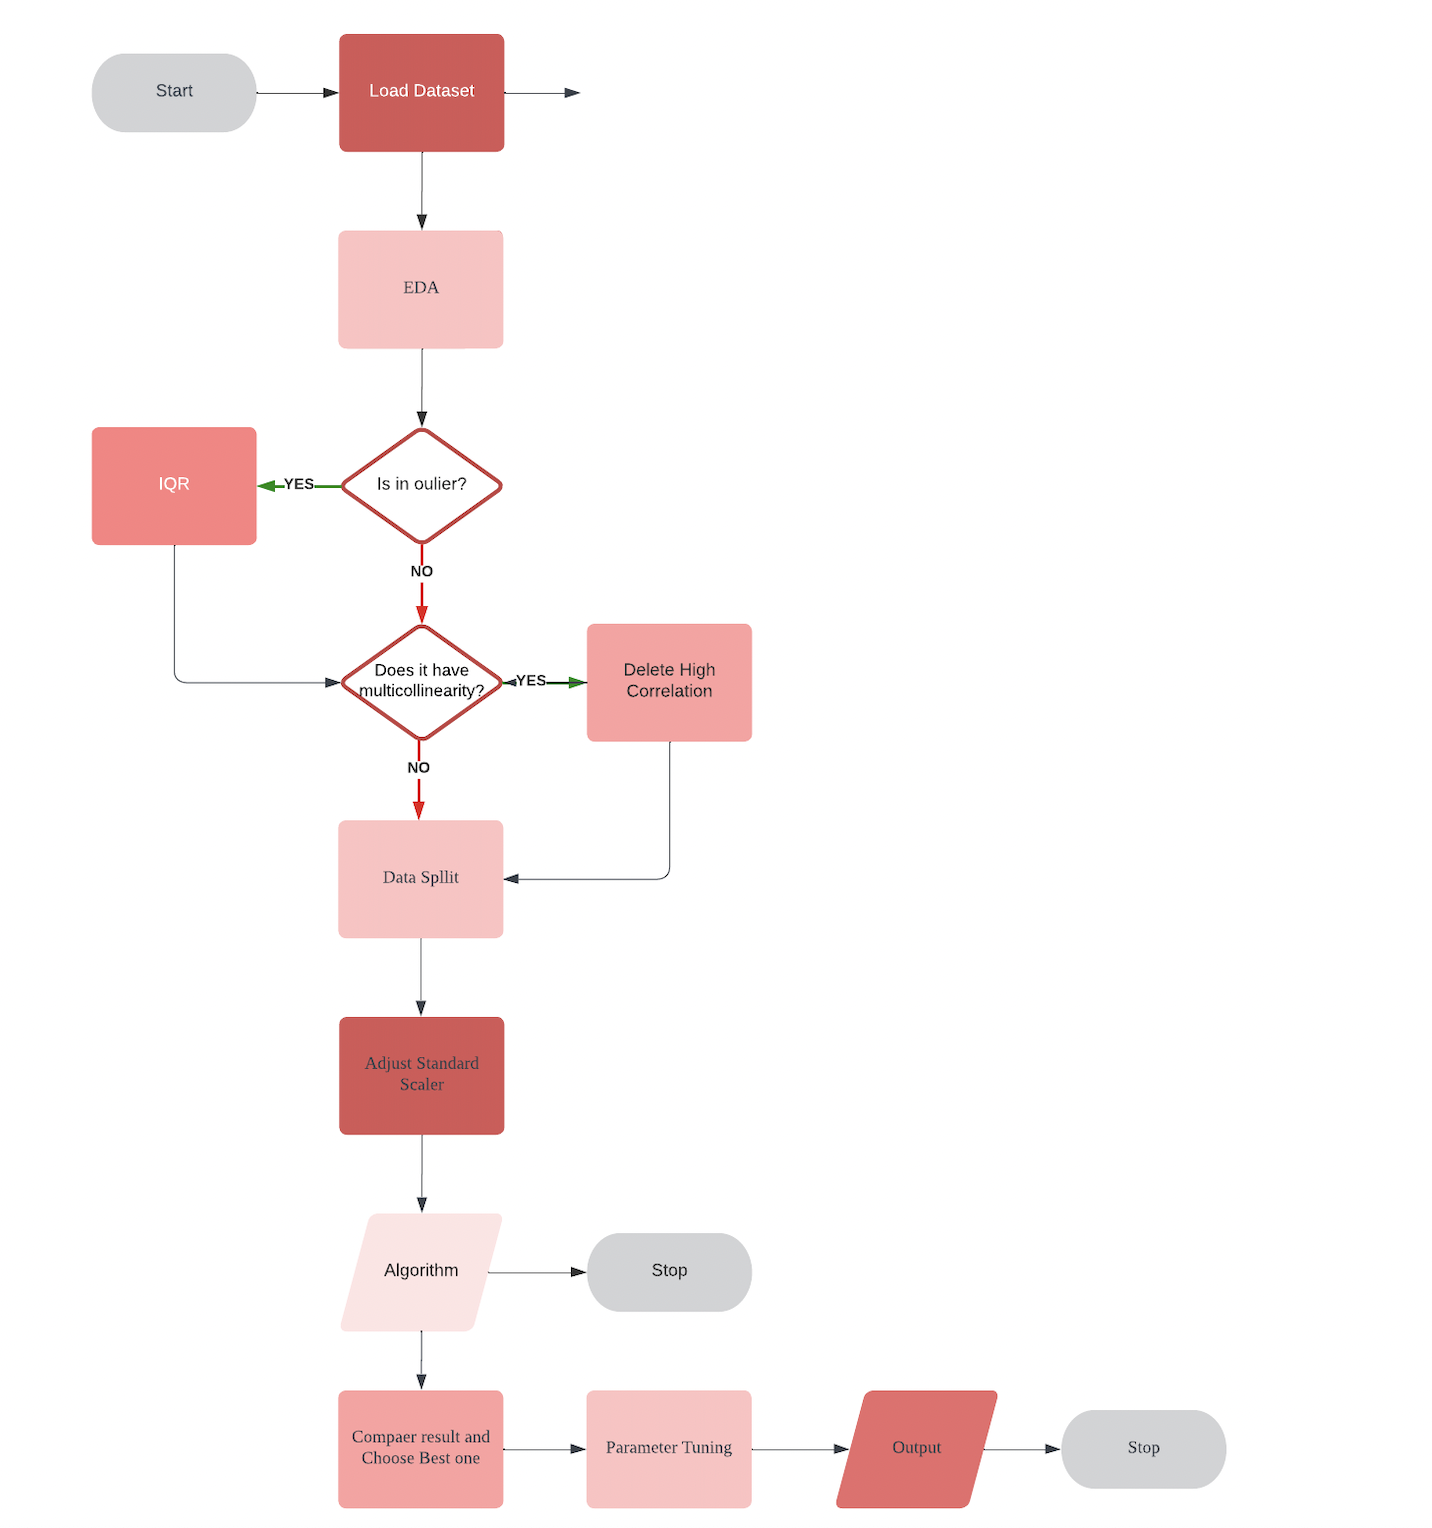 Start
Load Dataset
EDA
IQR
YES
Is in oulier?
NO
Does it have
multicollinearity?
YES
Delete High
Correlation
NO
Data Spllit
Adjust Standard
Scaler
Algorithm
Stop
Compaer result and
Choose Best one
Parameter Tuning
Output
Stop